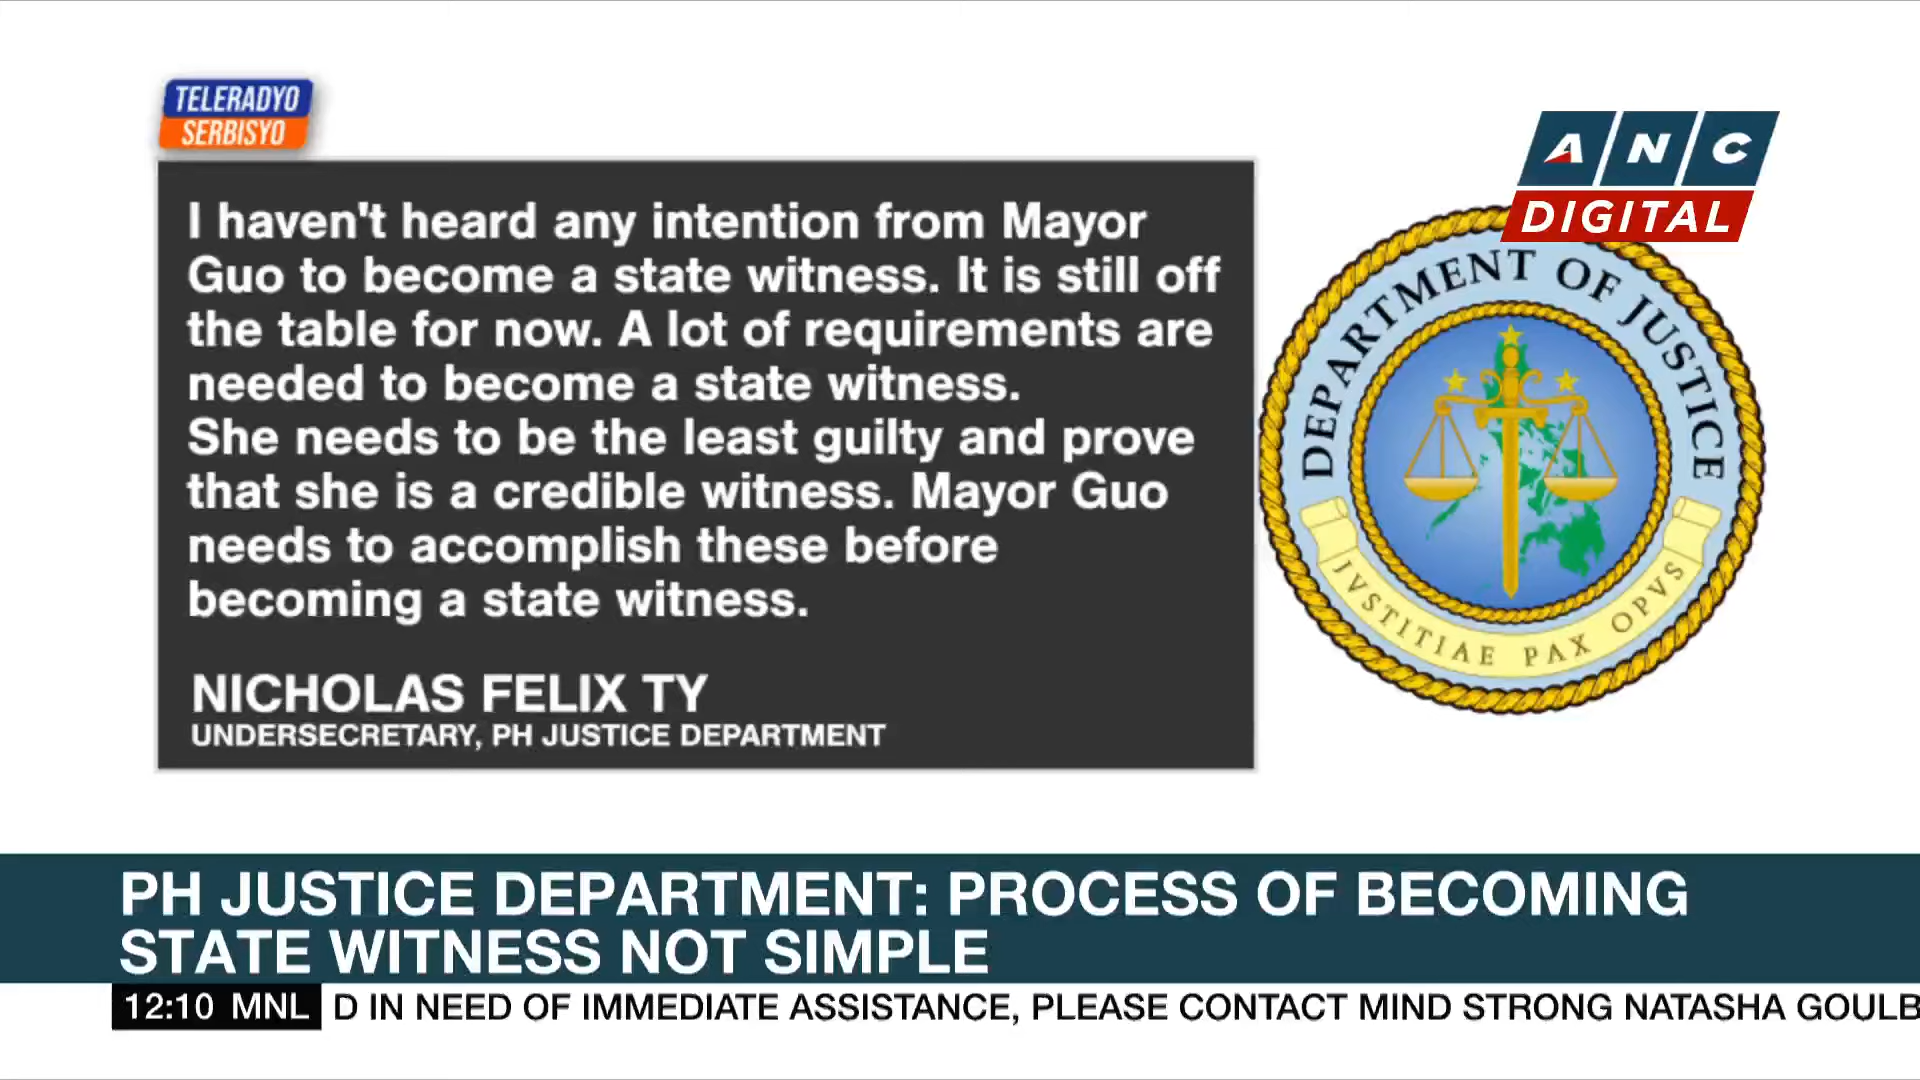 TELERADYO
SERBISYO
ANC
DIGITAL
I haven't heard any intention from Mayor
Guo to become a state witness. It is still off
the table for now. A lot of requirements are
needed to become a state witness.
She needs to be the least guilty and prove
that she is a credible witness. Mayor Guo
needs to accomplish these before
becoming a state witness.
NICHOLAS FELIX TY
UNDERSECRETARY, PH JUSTICE DEPARTMENT
DEPARTMENT OF JUSTICE
JVSTITIAE PAX OPVS
PH JUSTICE DEPARTMENT: PROCESS OF BECOMING
STATE WITNESS NOT SIMPLE
12:10 MNL D IN NEED OF IMMEDIATE ASSISTANCE, PLEASE CONTACT MIND STRONG NATASHA GOULB